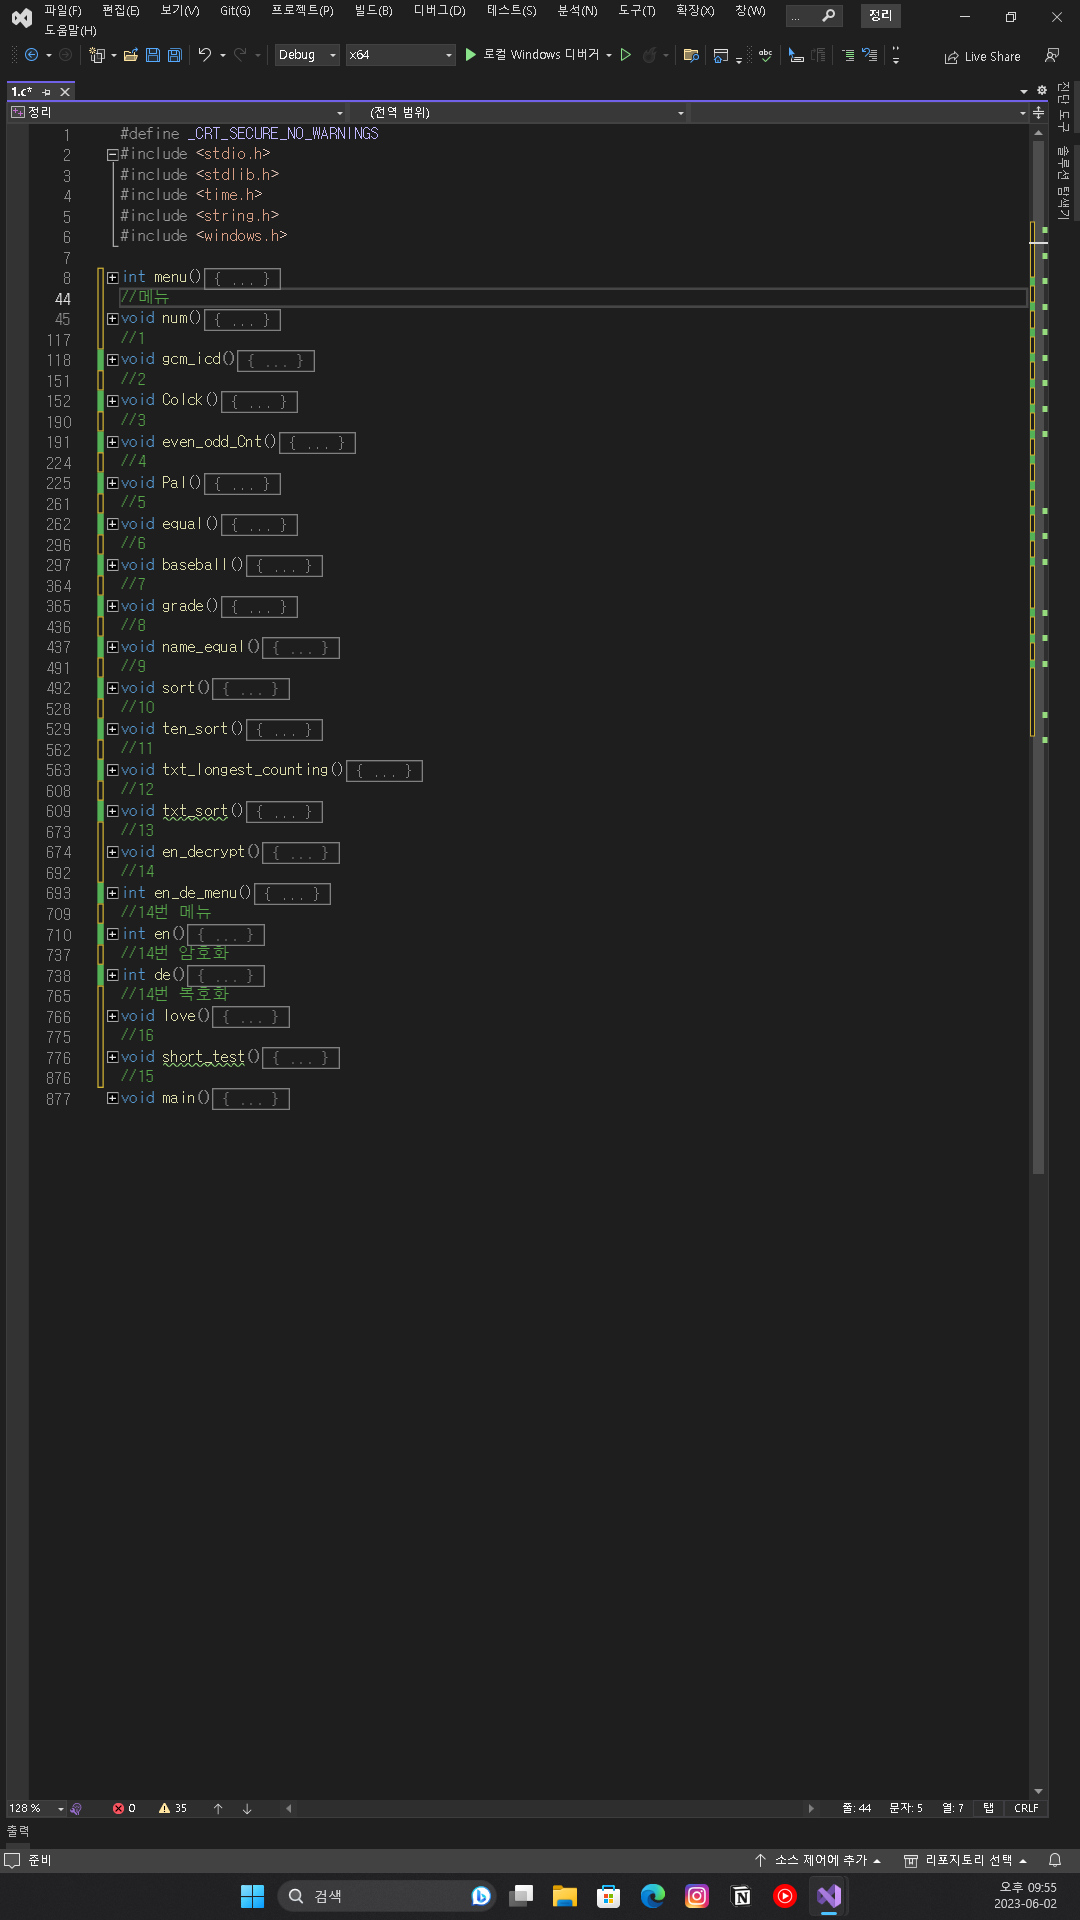 파일(F) 편집(E) 보기(V) Git(G) 프로젝트(P) 빌드(B) 디버그(D) 테스트(S) 분석(N) 도구(T) 확장(X) 창(W) ... 정리
도움말(H)
Debug x64 로컬 Windows 디버거 Live Share
1.c*
정리 (전역 범위)
진단 도구
솔루션 탐색기
1 #define _CRT_SECURE_NO_WARNINGS
2 #include <stdio.h>
3 #include <stdlib.h>
4 #include <time.h>
5 #include <string.h>
6 #include <windows.h>
7
8 int menu(){ ... }
44 //메뉴
45 void num(){ ... }
117 //1
118 void gcm_icd(){ ... }
151 //2
152 void Colck(){ ... }
190 //3
191 void even_odd_Cnt(){ ... }
224 //4
225 void Pal(){ ... }
261 //5
262 void equal(){ ... }
296 //6
297 void baseball(){ ... }
364 //7
365 void grade(){ ... }
436 //8
437 void name_equal(){ ... }
491 //9
492 void sort(){ ... }
528 //10
529 void ten_sort(){ ... }
562 //11
563 void txt_longest_counting(){ ... }
608 //12
609 void txt_sort(){ ... }
673 //13
674 void en_decrypt(){ ... }
692 //14
693 int en_de_menu(){ ... }
709 //14번 메뉴
710 int en(){ ... }
737 //14번 암호화
738 int de(){ ... }
765 //14번 복호화
766 void love(){ ... }
775 //16
776 void short_test(){ ... }
876 //15
877 void main(){ ... }
128 % 0 35 줄: 44 문자: 5 열: 7 탭 CRLF
출력
준비 소스 제어에 추가 리포지토리 선택
검색 오후 09:55
2023-06-02